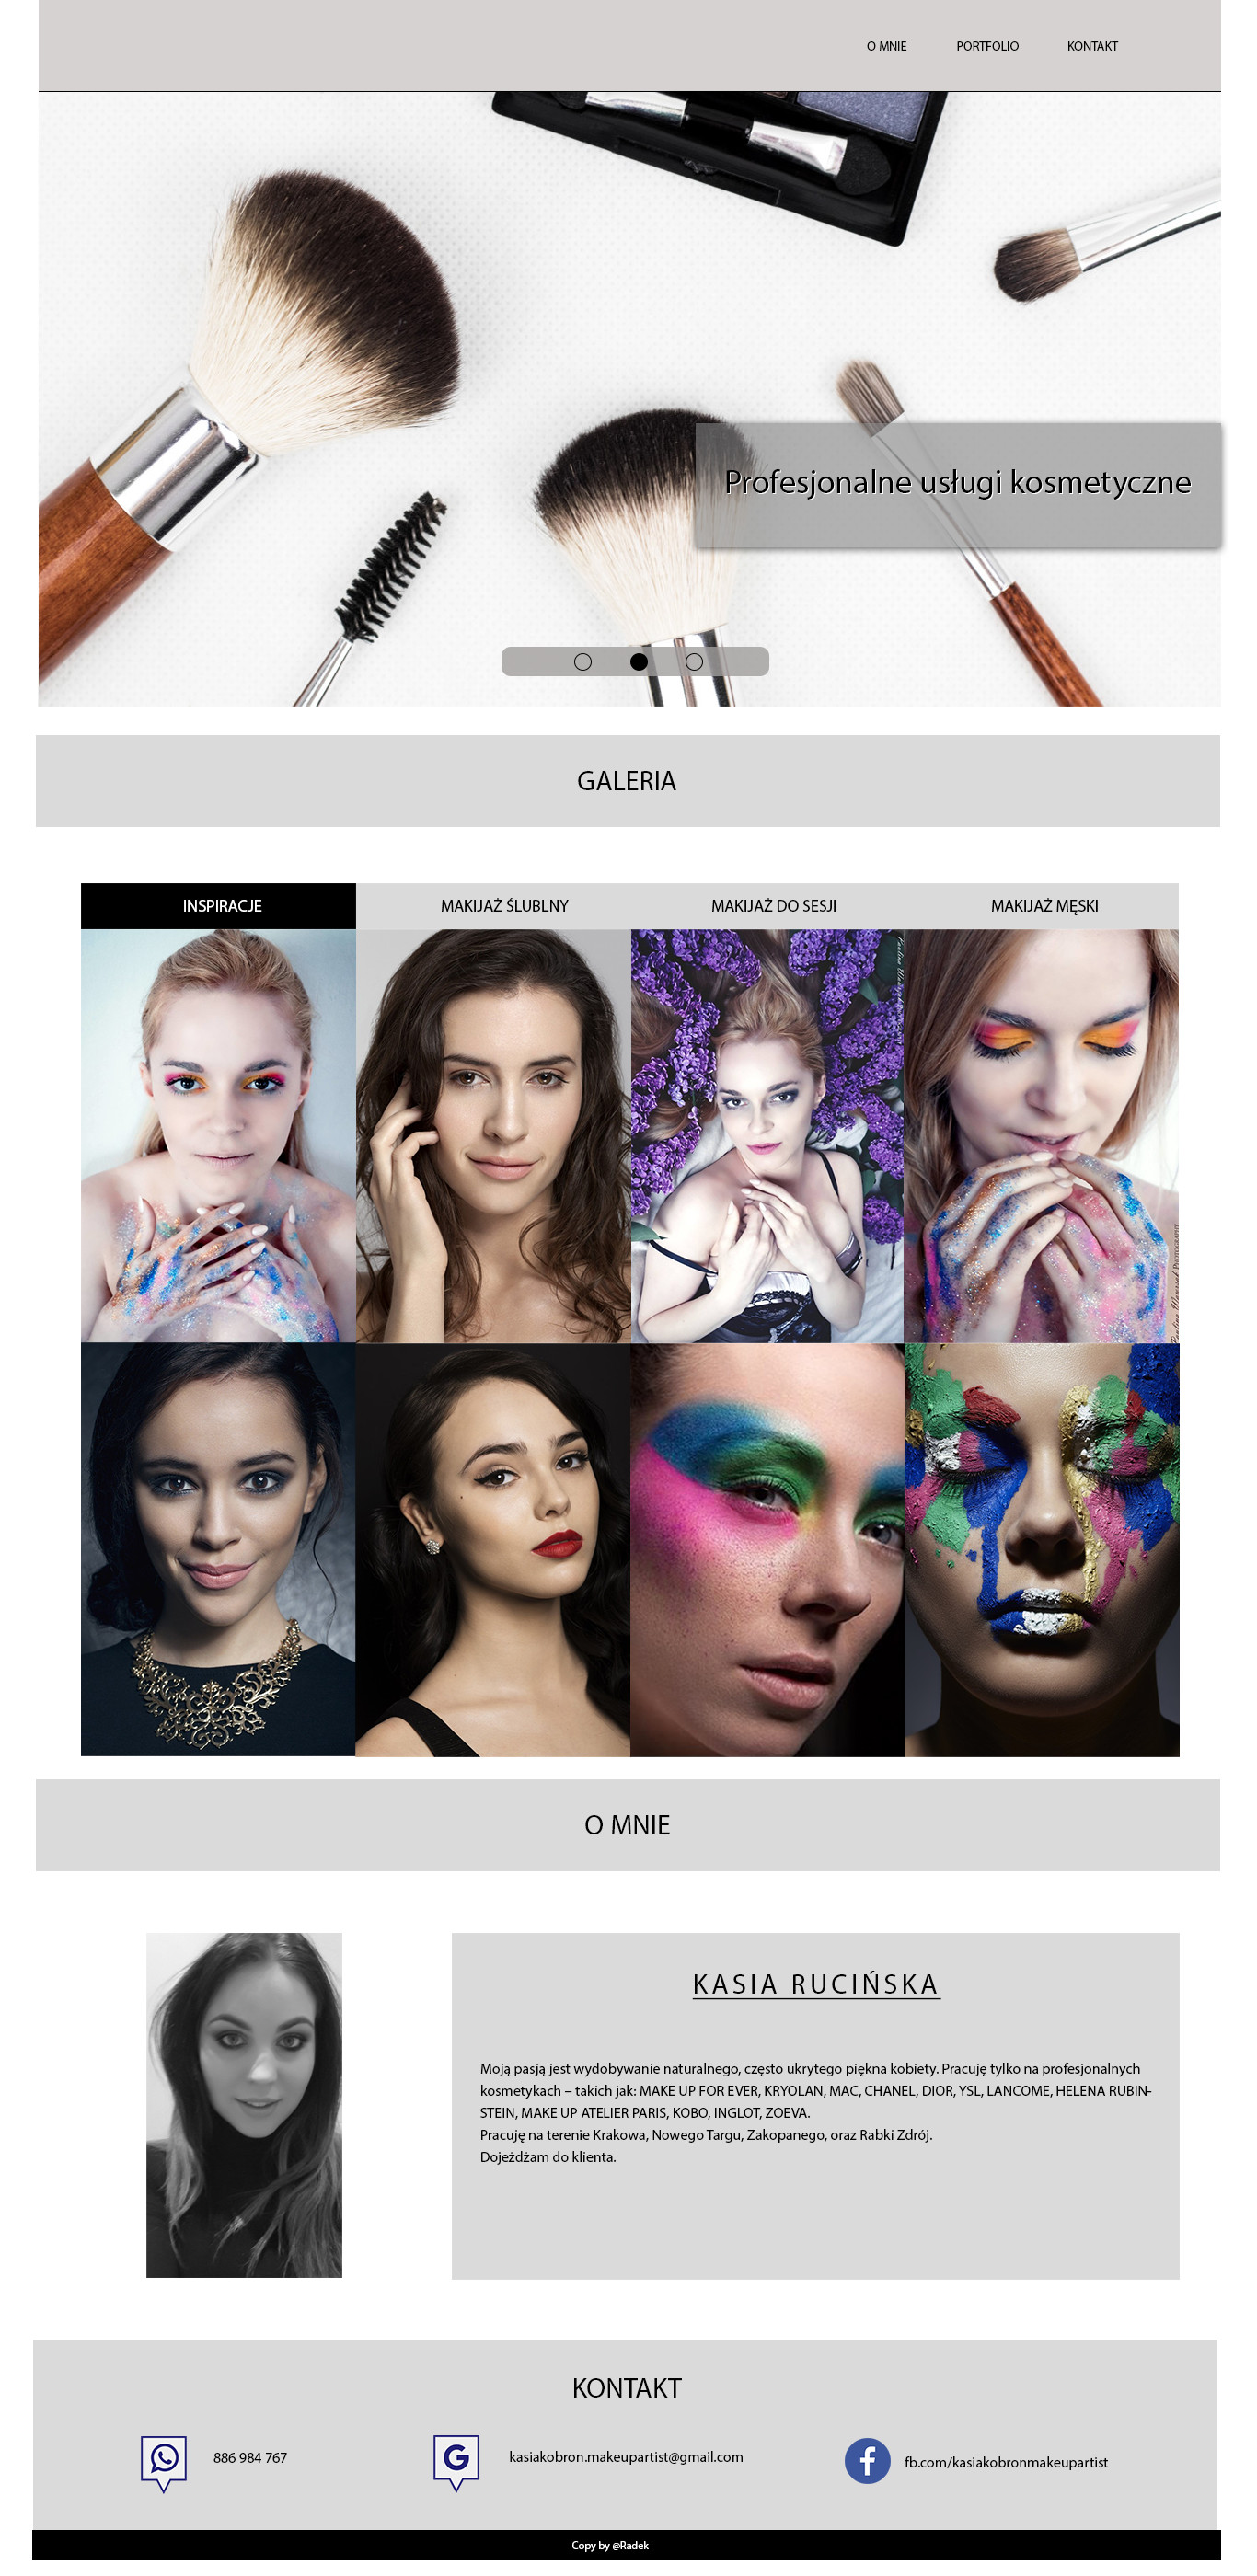 O MNIE PORTFOLIO KONTAKT
Profesjonalne usługi kosmetyczne
GALERIA
INSPIRACJE MAKIJAŻ ŚLUBLNY MAKIJAŻ DO SESJI MAKIJAŻ MĘSKI
O MNIE
KASIA RUCIŃSKA
Moją pasją jest wydobywanie naturalnego, często ukrytego piękna kobiety. Pracuję tylko na profesjonalnych
kosmetykach – takich jak: MAKE UP FOR EVER, KRYOLAN, MAC, CHANEL, DIOR, YSL, LANCOME, HELENA RUBIN-
STEIN, MAKE UP ATELIER PARIS, KOBO, INGLOT, ZOEVA.
Pracuję na terenie Krakowa, Nowego Targu, Zakopanego, oraz Rabki Zdrój.
Dojeżdżam do klienta.
KONTAKT
886 984 767
G kasiakobron.makeupartist@gmail.com
f fb.com/kasiakobronmakeupartist
Copy by @Radek